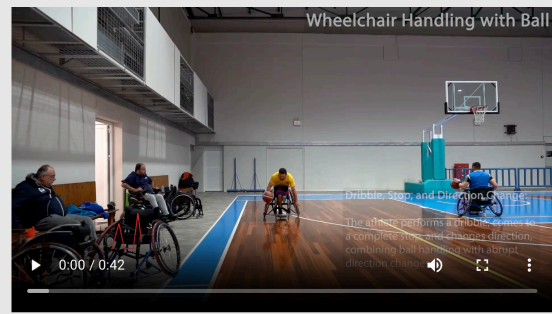 Wheelchair Handling with Ball
Dribble, Stop, and Direction Change:
The athlete performs a dribble, comes to
a complete stop, and changes direction,
combining ball handling with abrupt
direction changes.
0:00 / 0:42